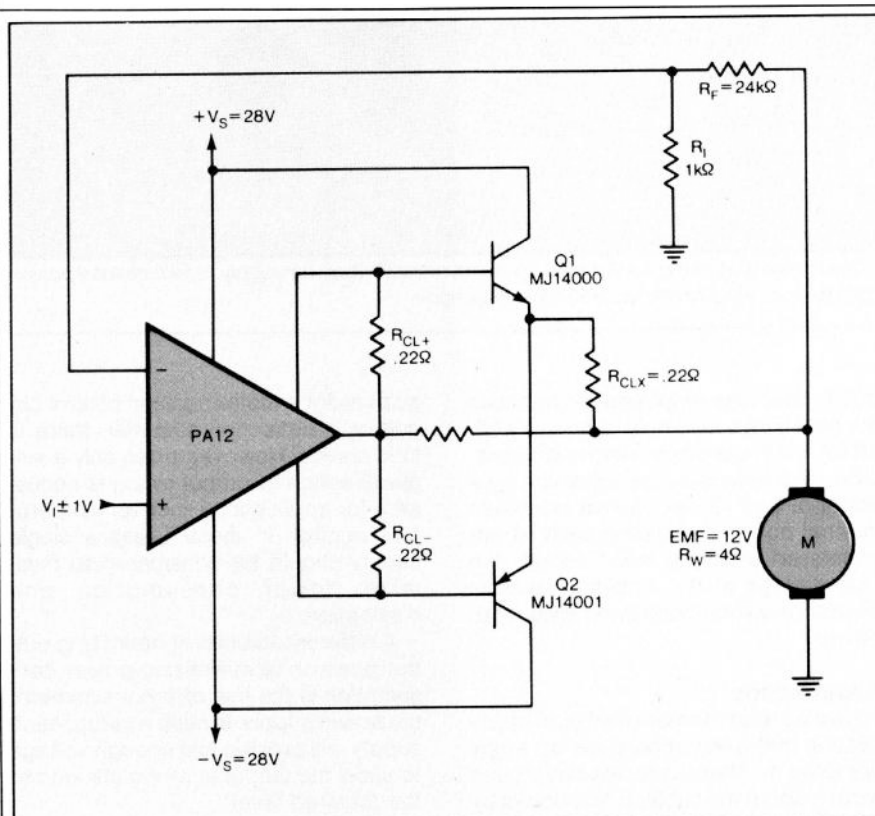 R_F = 24kΩ
+V_S = 28V
R_I
1kΩ
Q1
MJ14000
R_CL+
.22Ω
R_CLX = .22Ω
−
PA12
+
V_I ± 1V
EMF = 12V
R_W = 4Ω
M
R_CL−
.22Ω
Q2
MJ14001
−V_S = 28V